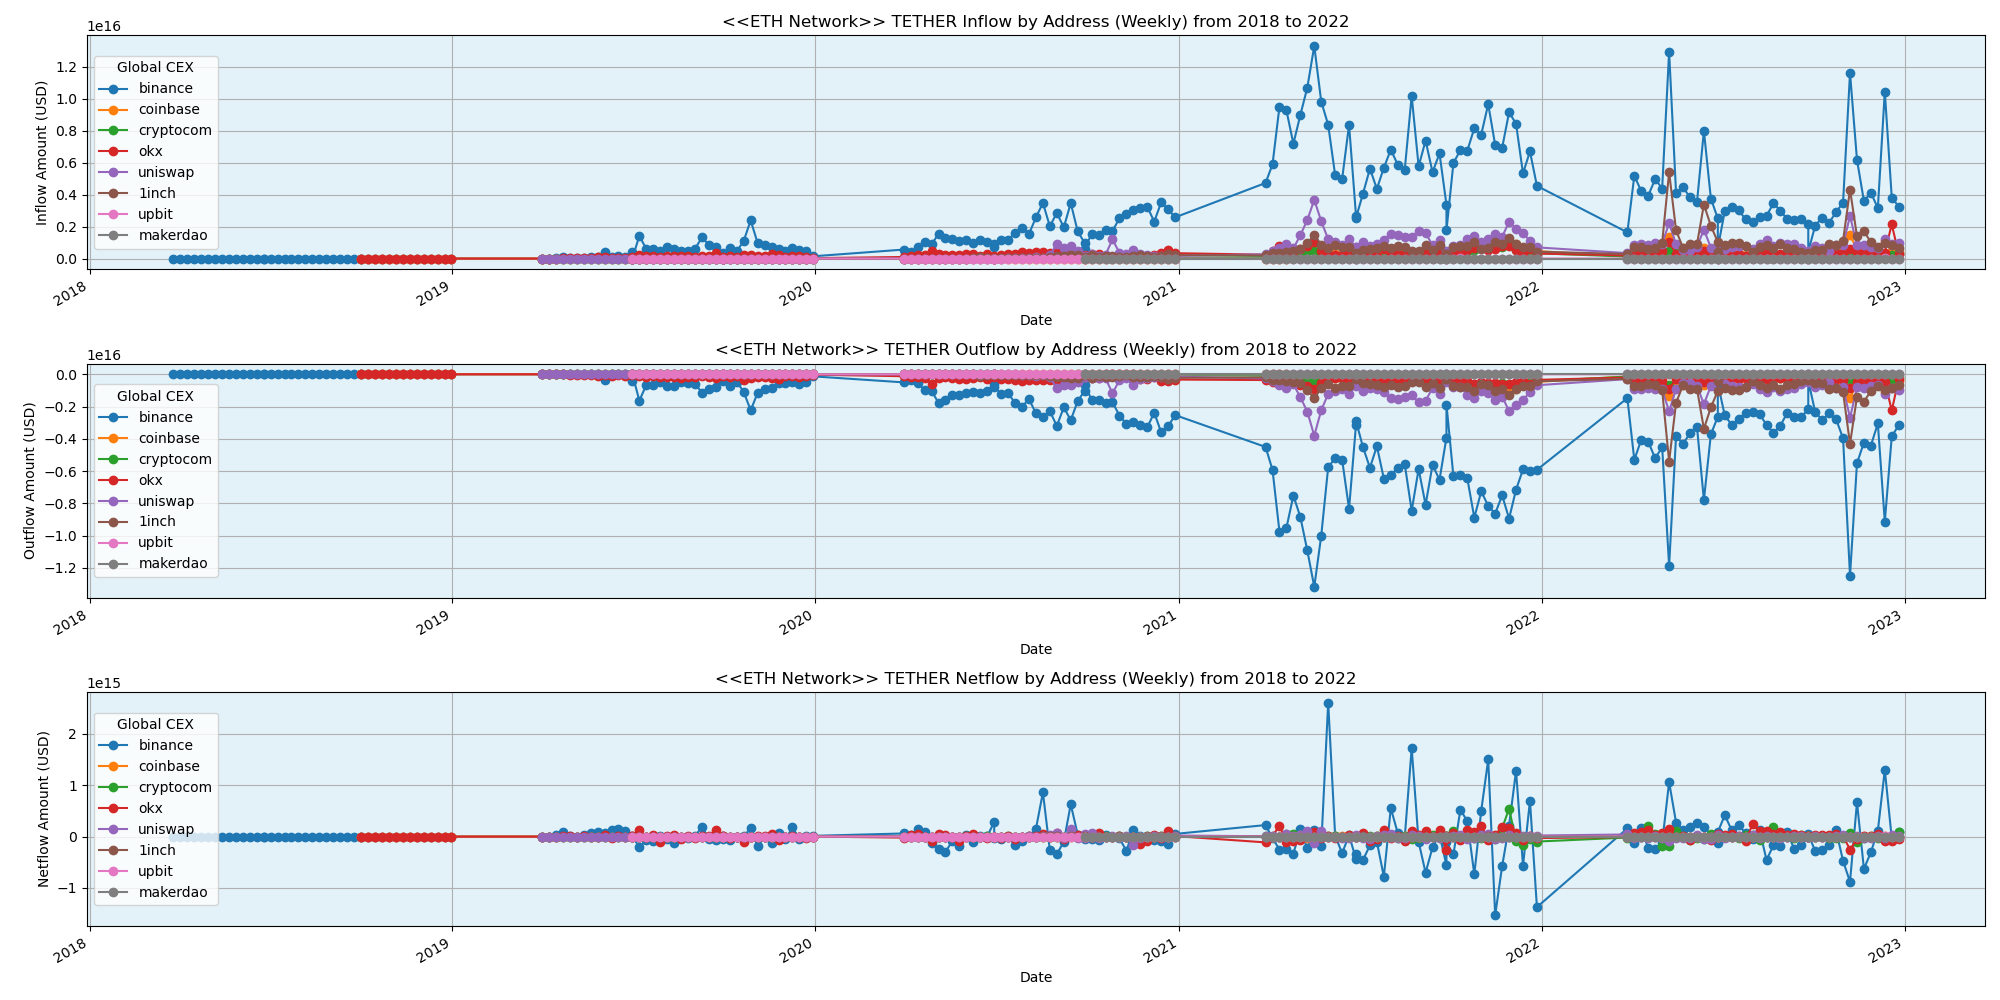 <<ETH Network>> TETHER Inflow by Address (Weekly) from 2018 to 2022
1e16
Inflow Amount (USD)
1.2
1.0
0.8
0.6
0.4
0.2
0.0
Global CEX
binance
coinbase
cryptocom
okx
uniswap
1inch
upbit
makerdao
2018
2019
2020
2021
2022
2023
Date
<<ETH Network>> TETHER Outflow by Address (Weekly) from 2018 to 2022
1e16
Outflow Amount (USD)
0.0
−0.2
−0.4
−0.6
−0.8
−1.0
−1.2
Global CEX
binance
coinbase
cryptocom
okx
uniswap
1inch
upbit
makerdao
2018
2019
2020
2021
2022
2023
Date
<<ETH Network>> TETHER Netflow by Address (Weekly) from 2018 to 2022
1e15
Netflow Amount (USD)
2
1
0
−1
Global CEX
binance
coinbase
cryptocom
okx
uniswap
1inch
upbit
makerdao
2018
2019
2020
2021
2022
2023
Date